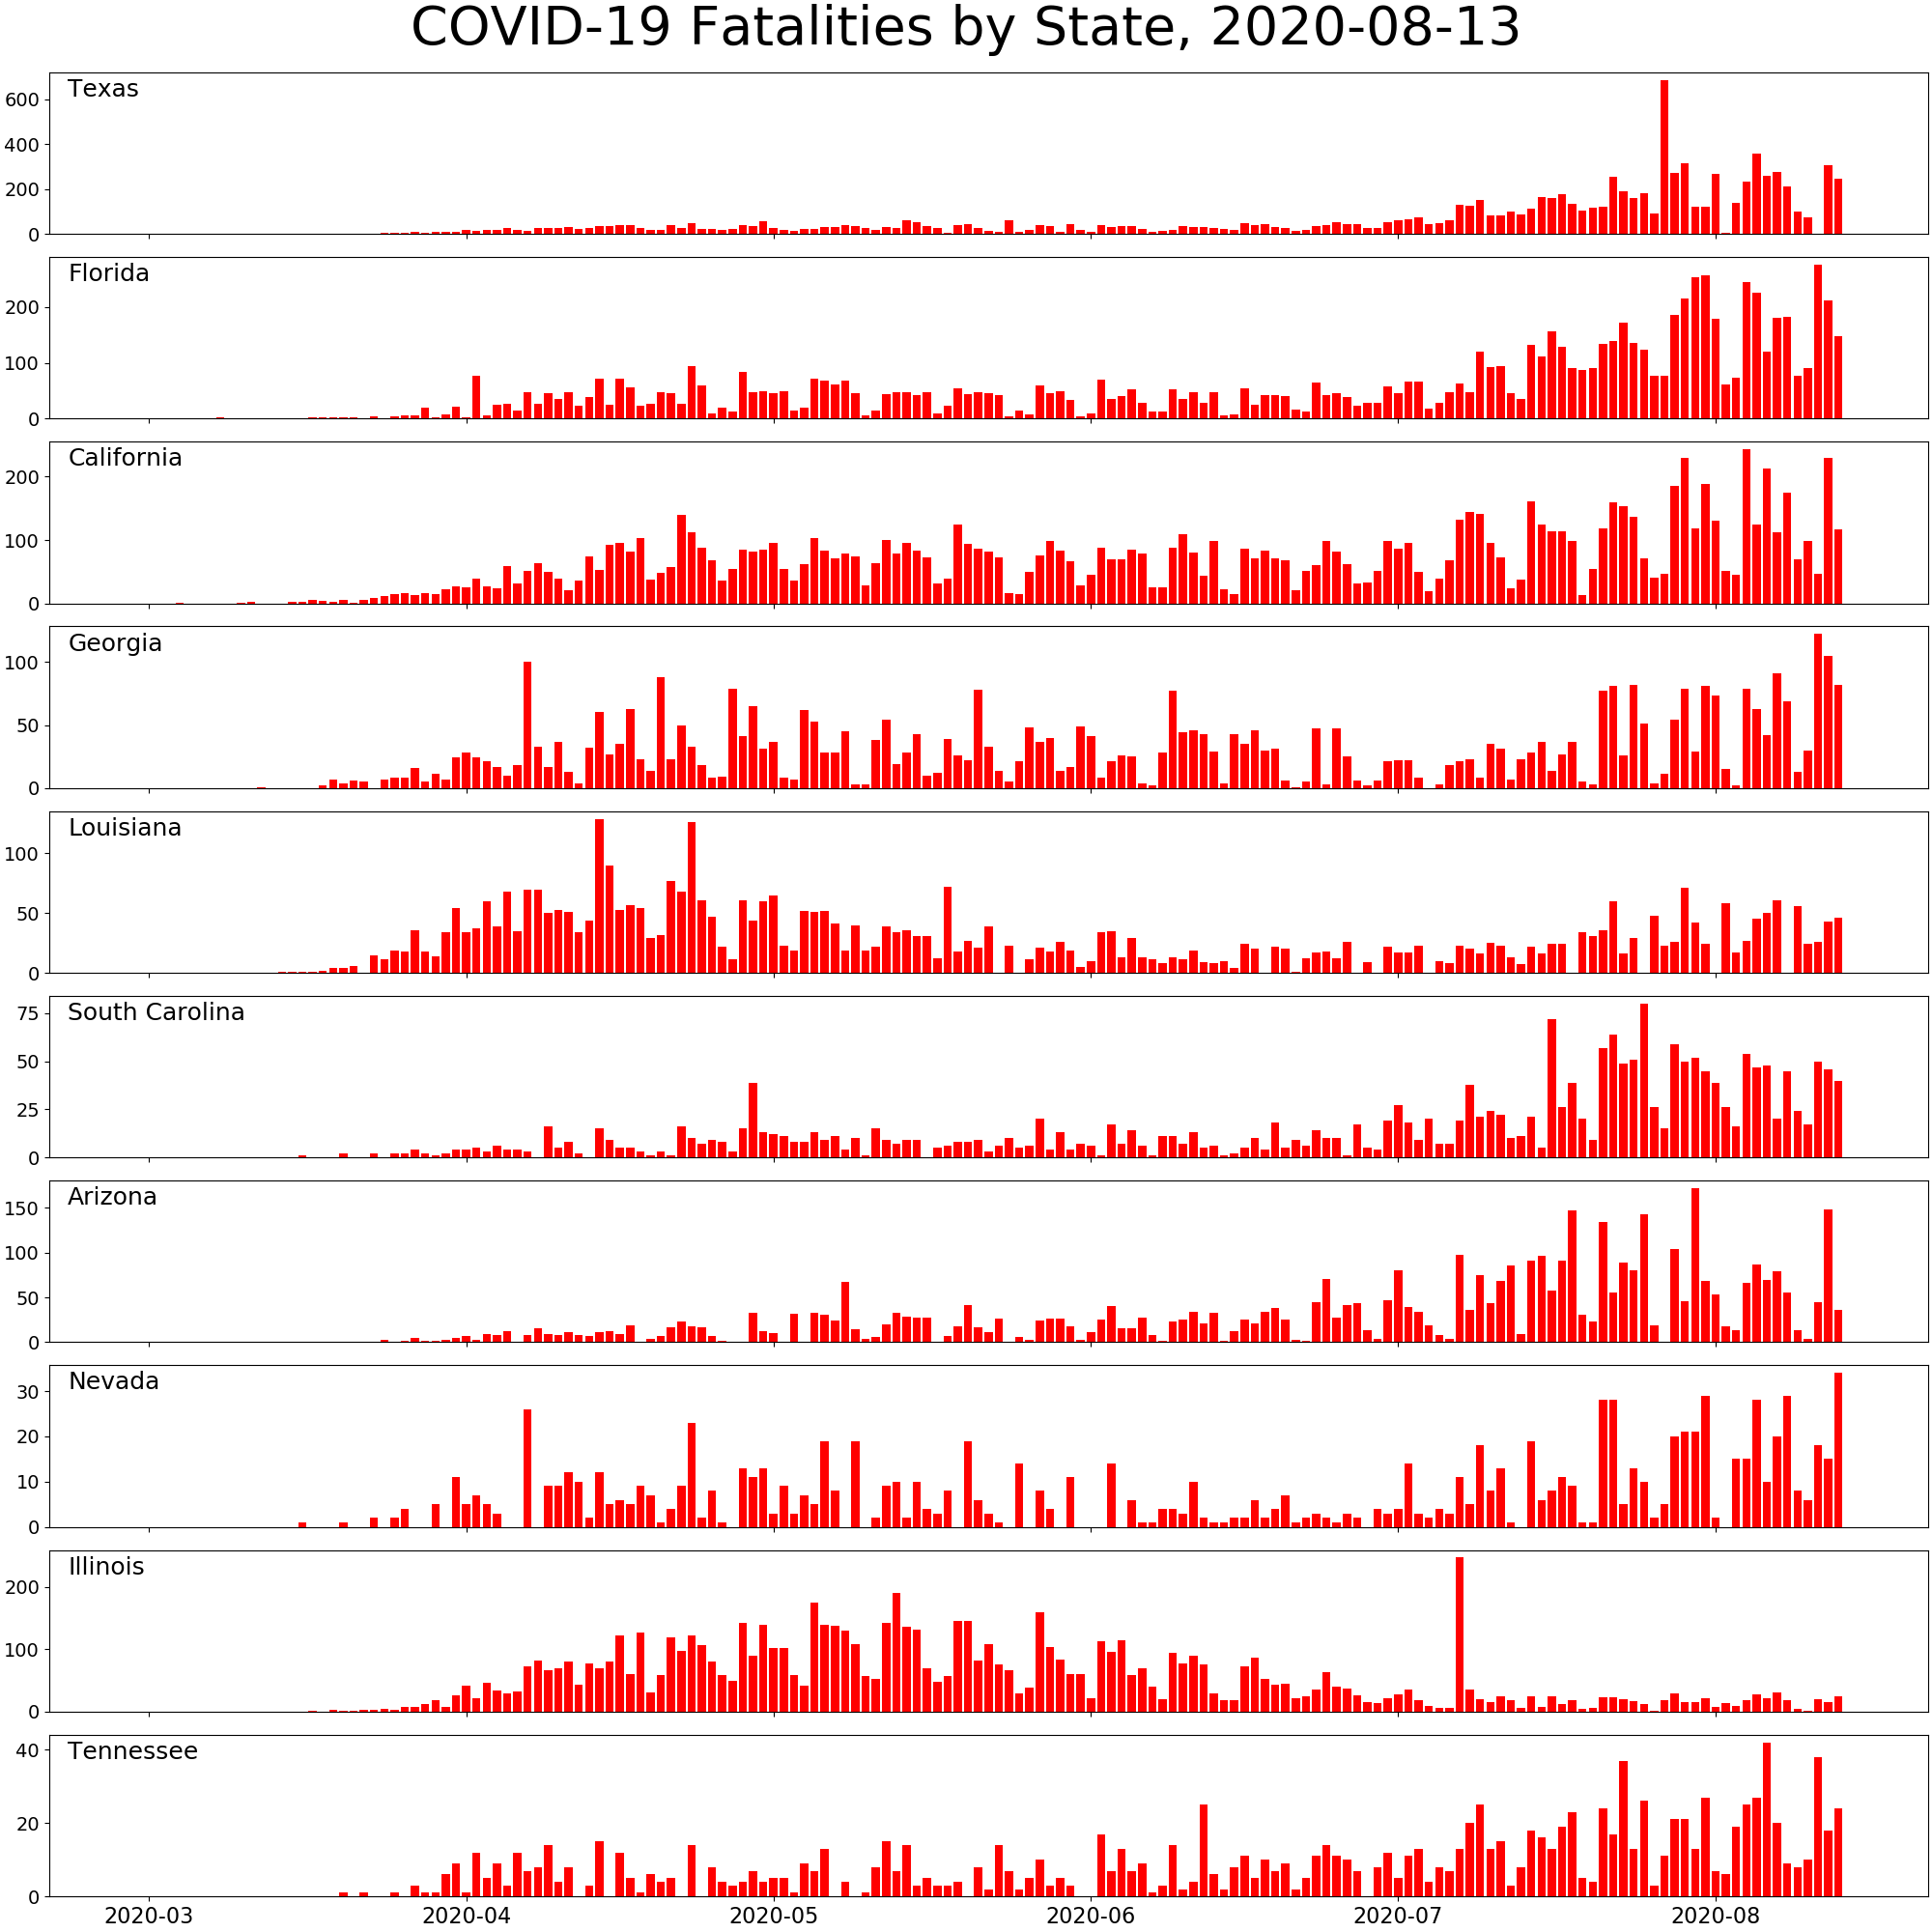 COVID-19 Fatalities by State, 2020-08-13
Texas
600
400
200
0
Florida
200
100
0
California
200
100
0
Georgia
100
50
0
Louisiana
100
50
0
South Carolina
75
50
25
0
Arizona
150
100
50
0
Nevada
30
20
10
0
Illinois
200
100
0
Tennessee
40
20
0
2020-03 2020-04 2020-05 2020-06 2020-07 2020-08